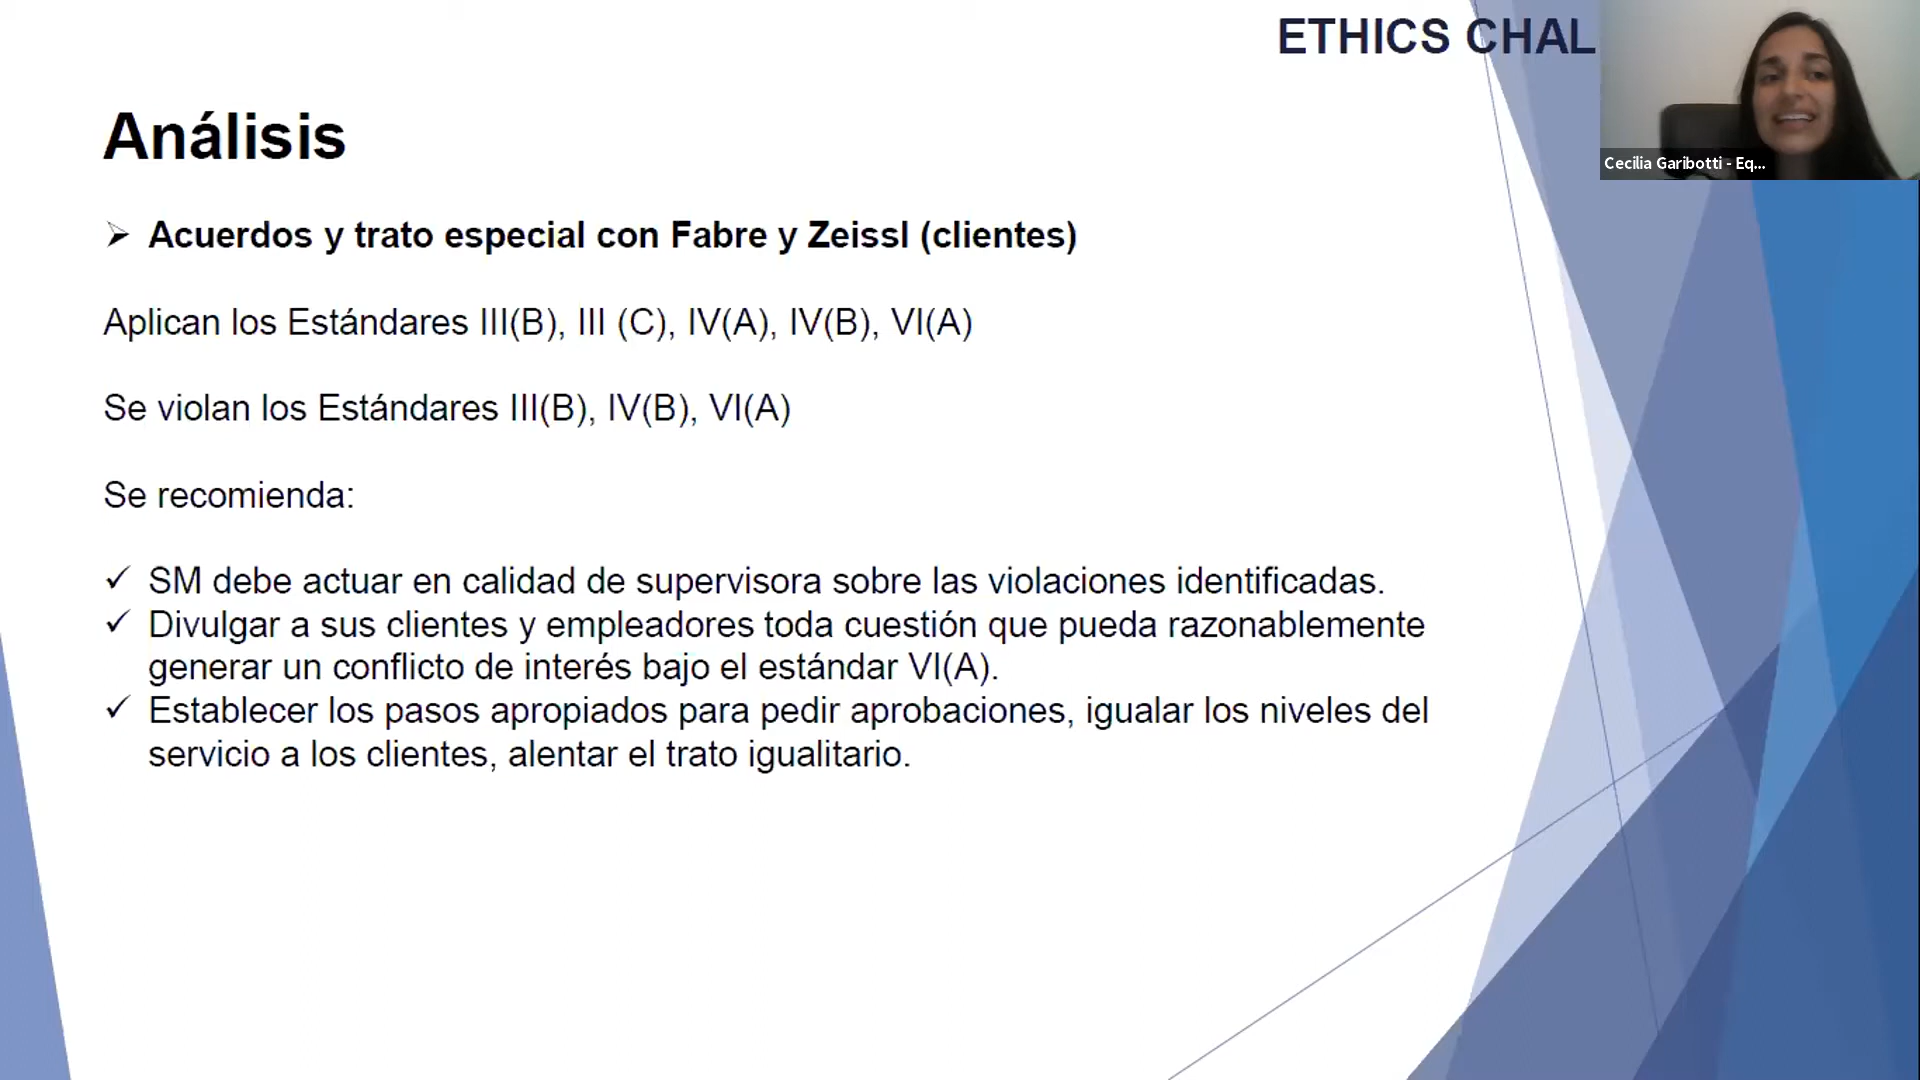 ETHICS CHAL
Cecilia Garibotti - Eq...
Análisis
➢ Acuerdos y trato especial con Fabre y Zeissl (clientes)
Aplican los Estándares III(B), III (C), IV(A), IV(B), VI(A)
Se violan los Estándares III(B), IV(B), VI(A)
Se recomienda:
✓ SM debe actuar en calidad de supervisora sobre las violaciones identificadas.
✓ Divulgar a sus clientes y empleadores toda cuestión que pueda razonablemente
generar un conflicto de interés bajo el estándar VI(A).
✓ Establecer los pasos apropiados para pedir aprobaciones, igualar los niveles del
servicio a los clientes, alentar el trato igualitario.